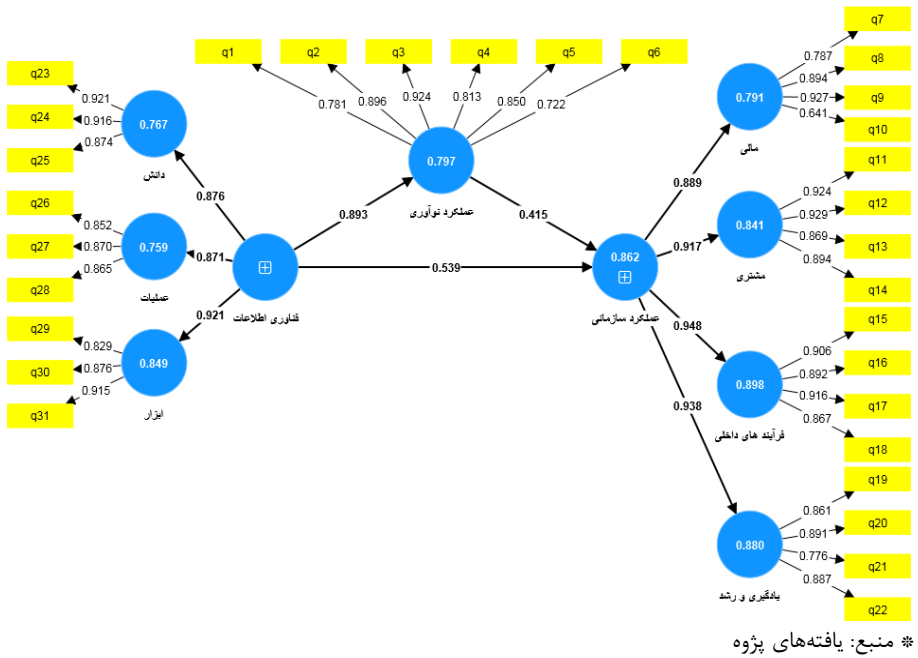 q1
q2
q3
q4
q5
q6
0.781
0.896
0.924
0.813
0.850
0.722
0.797
عملکرد نوآوری
q23
q24
q25
0.921
0.916
0.874
0.767
دانش
q26
q27
q28
0.852
0.870
0.865
0.759
عملیات
q29
q30
q31
0.829
0.876
0.915
0.849
ابزار
0.876
0.871
0.921
فناوری اطلاعات
0.893
0.415
0.539
0.862
عملکرد سازمانی
0.889
0.917
0.948
0.938
0.791
مالی
0.787
0.894
0.927
0.641
q7
q8
q9
q10
0.841
مشتری
0.924
0.929
0.869
0.894
q11
q12
q13
q14
0.898
فرآیند های داخلی
0.906
0.892
0.916
0.867
q15
q16
q17
q18
0.880
یادگیری و رشد
0.861
0.891
0.776
0.887
q19
q20
q21
q22
* منبع: یافته‌های پژوه